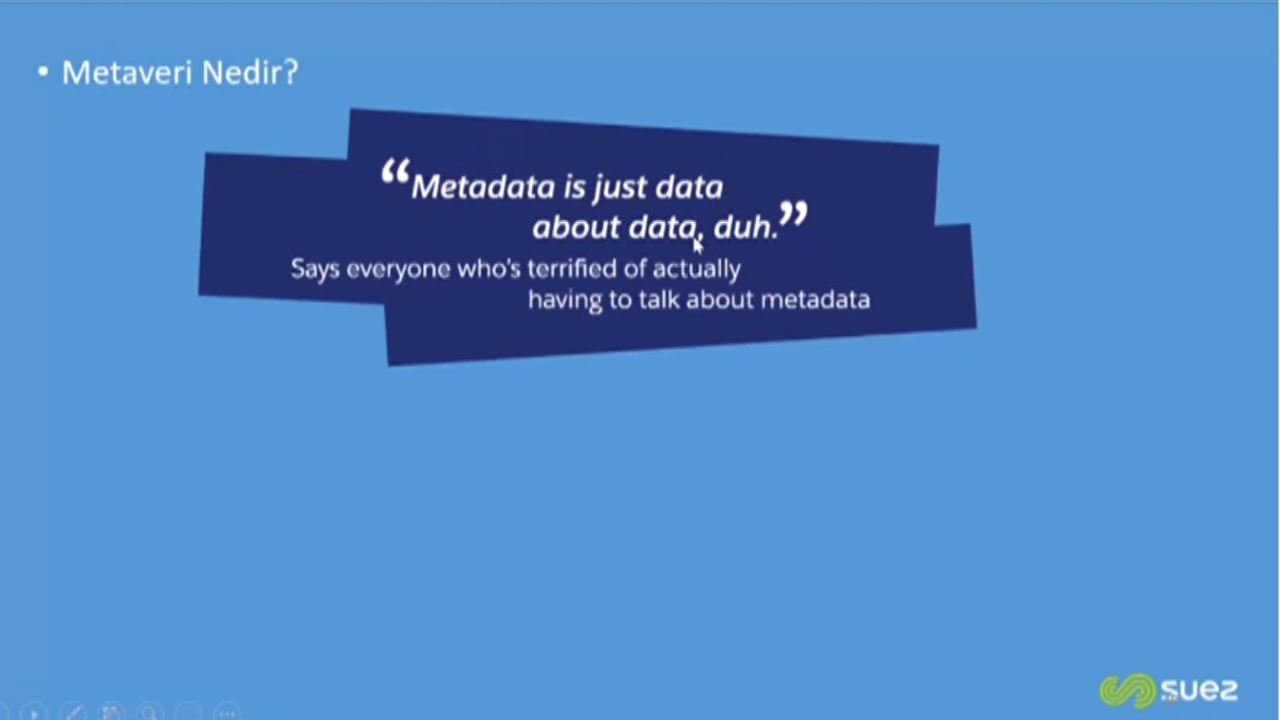 • Metaveri Nedir?
“Metadata is just data
about data, duh.”
Says everyone who's terrified of actually
having to talk about metadata
suez